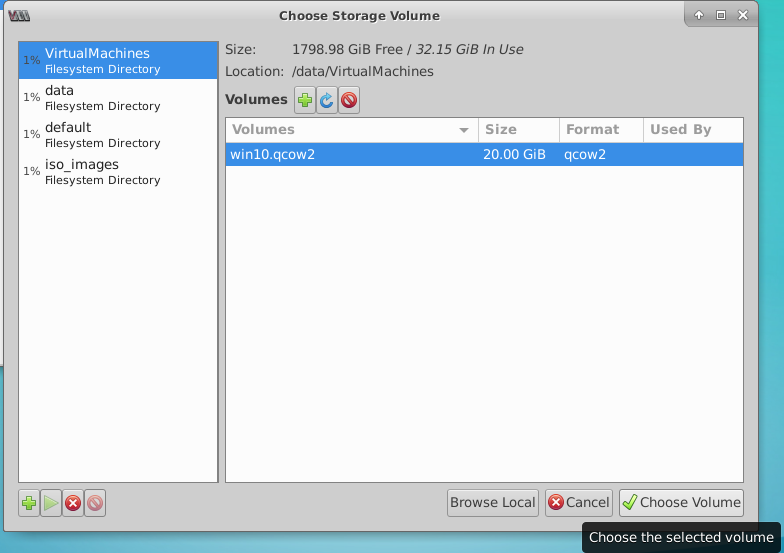 Choose Storage Volume
1% VirtualMachines
Filesystem Directory
1% data
Filesystem Directory
1% default
Filesystem Directory
1% iso_images
Filesystem Directory
Size: 1798.98 GiB Free / 32.15 GiB In Use
Location: /data/VirtualMachines
Volumes
Volumes Size Format Used By
win10.qcow2 20.00 GiB qcow2
Browse Local Cancel Choose Volume
Choose the selected volume